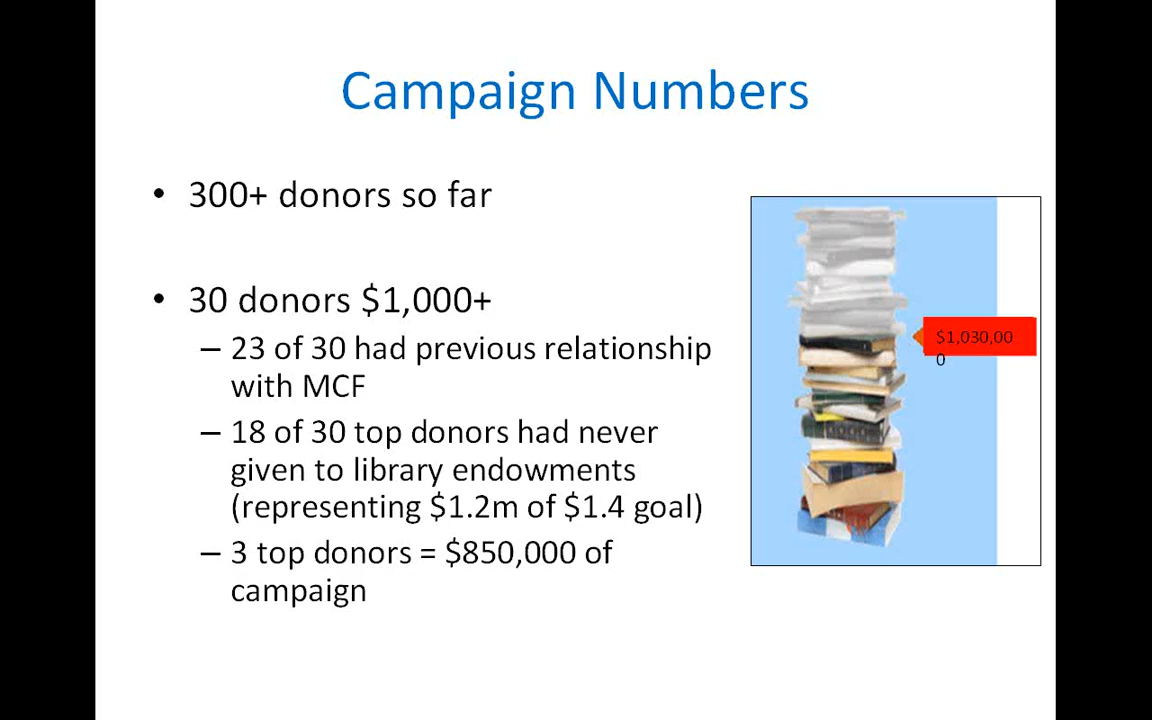 Campaign Numbers
• 300+ donors so far
• 30 donors $1,000+
– 23 of 30 had previous relationship
with MCF
– 18 of 30 top donors had never
given to library endowments
(representing $1.2m of $1.4 goal)
– 3 top donors = $850,000 of
campaign
$1,030,00
0